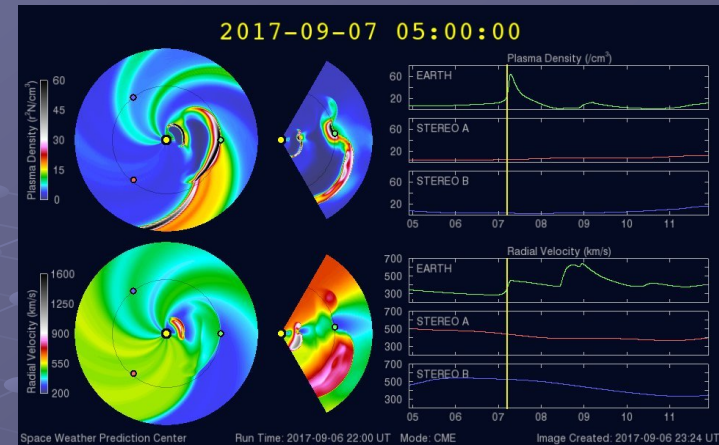 2017-09-07 05:00:00
Plasma Density (r²N/cm³)
60
45
30
15
0
Plasma Density (/cm³)
EARTH
60
20
STEREO A
60
20
STEREO B
60
20
05 06 07 08 09 10 11
Radial Velocity (km/s)
1600
1250
900
550
200
Radial Velocity (km/s)
700
EARTH
500
300
700
STEREO A
500
300
700
STEREO B
500
300
05 06 07 08 09 10 11
Space Weather Prediction Center Run Time: 2017-09-06 22:00 UT Mode: CME Image Created: 2017-09-06 23:24 UT